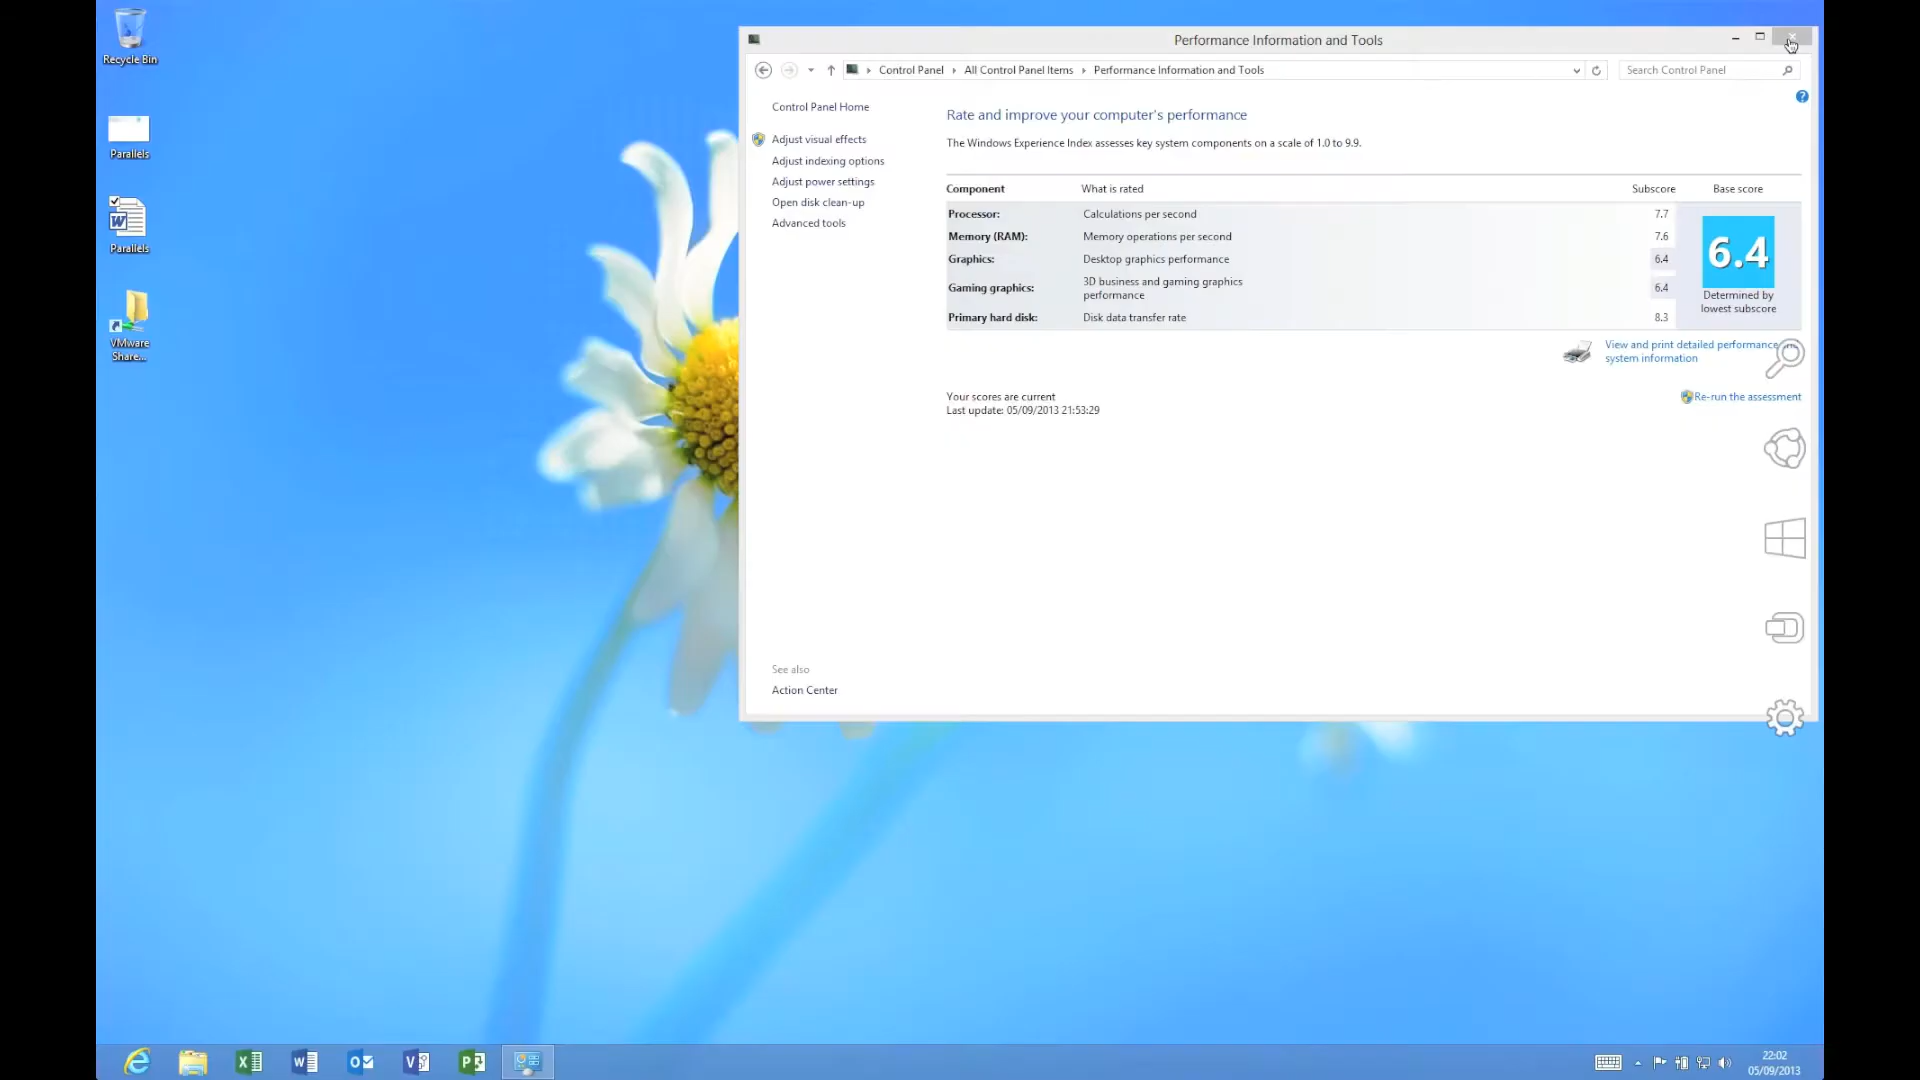 Recycle Bin
Parallels
Parallels
VMware
Share...
Performance Information and Tools
Control Panel
All Control Panel Items
Performance Information and Tools
Search Control Panel
Control Panel Home
Adjust visual effects
Adjust indexing options
Adjust power settings
Open disk clean-up
Advanced tools
Rate and improve your computer's performance
The Windows Experience Index assesses key system components on a scale of 1.0 to 9.9.
Component What is rated Subscore Base score
Processor: Calculations per second 7.7
Memory (RAM): Memory operations per second 7.6
Graphics: Desktop graphics performance 6.4
Gaming graphics: 3D business and gaming graphics
performance 6.4
Primary hard disk: Disk data transfer rate 8.3
6.4
Determined by
lowest subscore
View and print detailed performance
system information
Your scores are current
Last update: 05/09/2013 21:53:29
Re-run the assessment
See also
Action Center
22:02
05/09/2013